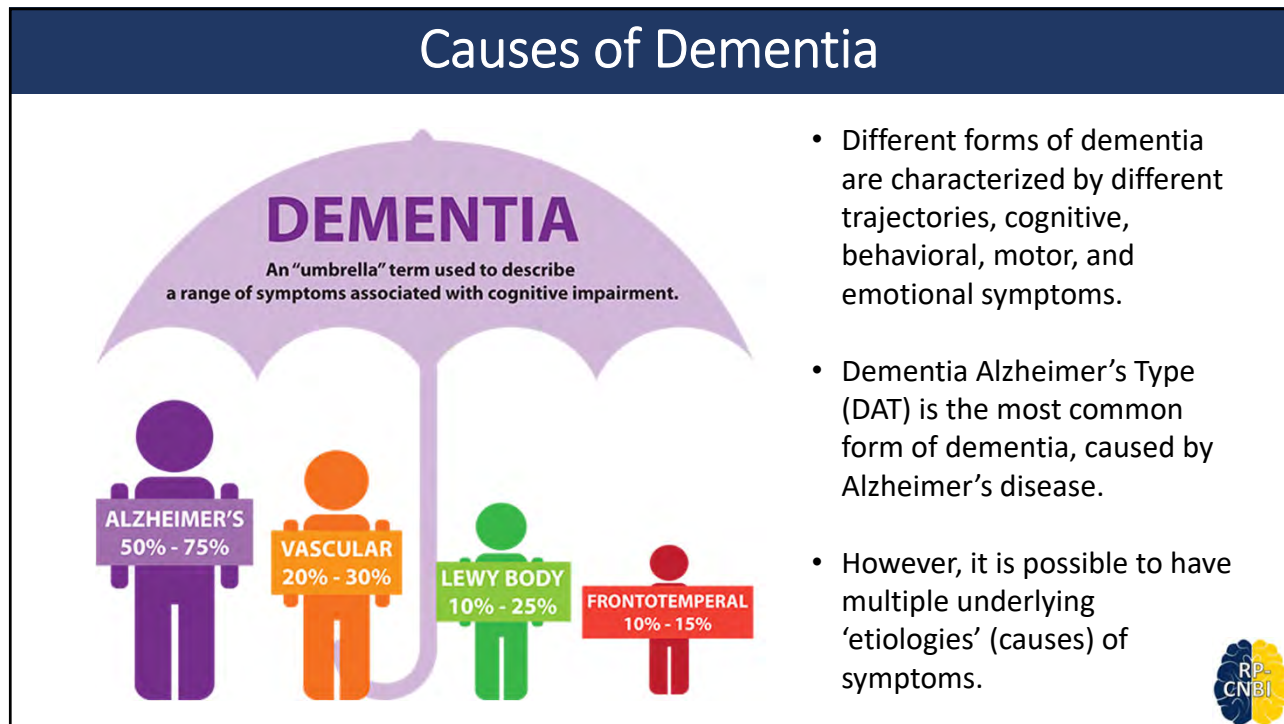 Causes of Dementia
DEMENTIA
An “umbrella” term used to describe
a range of symptoms associated with cognitive impairment.
ALZHEIMER’S
50% - 75%
VASCULAR
20% - 30%
LEWY BODY
10% - 25%
FRONTOTEMPERAL
10% - 15%
• Different forms of dementia
are characterized by different
trajectories, cognitive,
behavioral, motor, and
emotional symptoms.
• Dementia Alzheimer’s Type
(DAT) is the most common
form of dementia, caused by
Alzheimer’s disease.
• However, it is possible to have
multiple underlying
‘etiologies’ (causes) of
symptoms.
RP-
CNBI